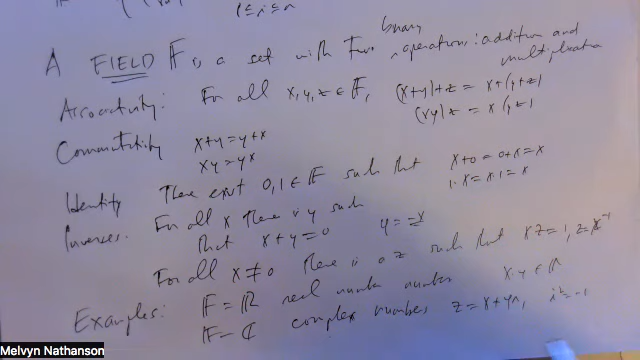 1 ≤ i ≤ n
A FIELD F is a set with two binary operations: addition and multiplication
Associativity: For all x, y, z ∈ F, (x+y)+z = x+(y+z)
(xy)z = x(yz)
Commutativity x+y = y+x
xy = yx
Identity There exist 0,1 ∈ F such that x+0 = 0+x = x
1·x = x·1 = x
Inverses. For all x there is y such
that x+y=0 y = -x
For all x ≠ 0 there is a z such that xz = 1, z = x⁻¹
Examples: F = R real number x, y ∈ R
F = C complex numbers z = x+yi, i² = -1
Melvyn Nathanson